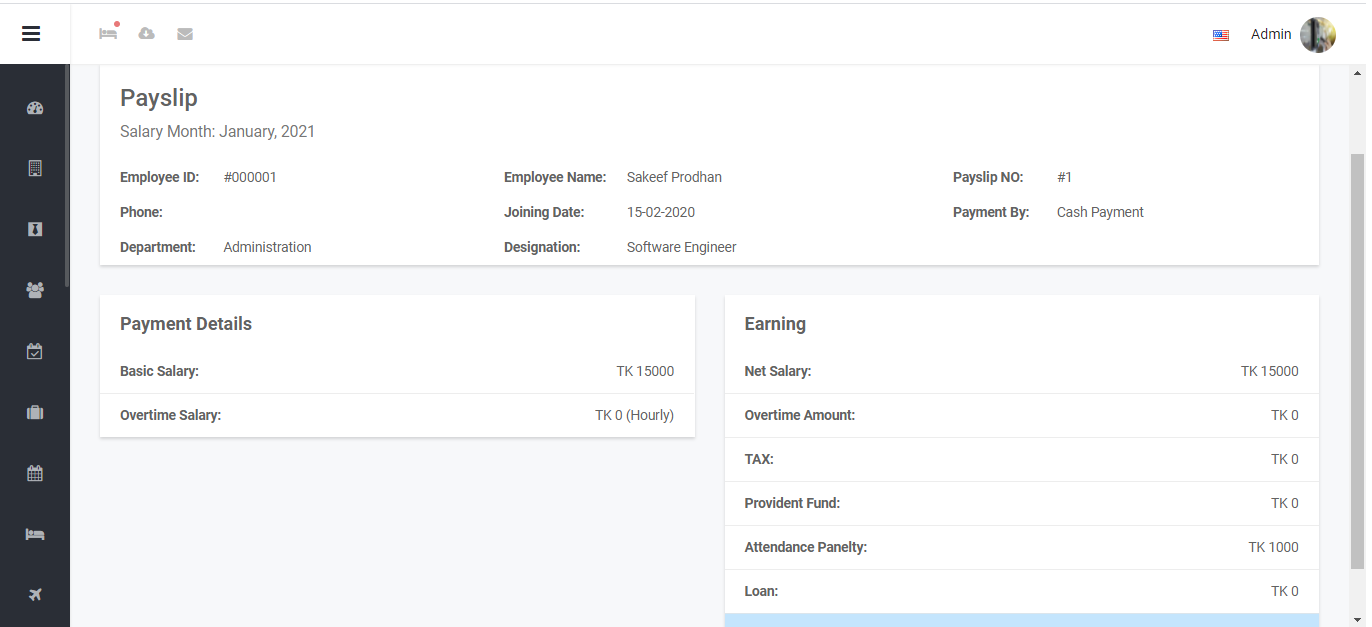 Admin
Payslip
Salary Month: January, 2021
Employee ID: #000001 Employee Name: Sakeef Prodhan Payslip NO: #1
Phone: Joining Date: 15-02-2020 Payment By: Cash Payment
Department: Administration Designation: Software Engineer
Payment Details
Basic Salary: TK 15000
Overtime Salary: TK 0 (Hourly)
Earning
Net Salary: TK 15000
Overtime Amount: TK 0
TAX: TK 0
Provident Fund: TK 0
Attendance Panelty: TK 1000
Loan: TK 0